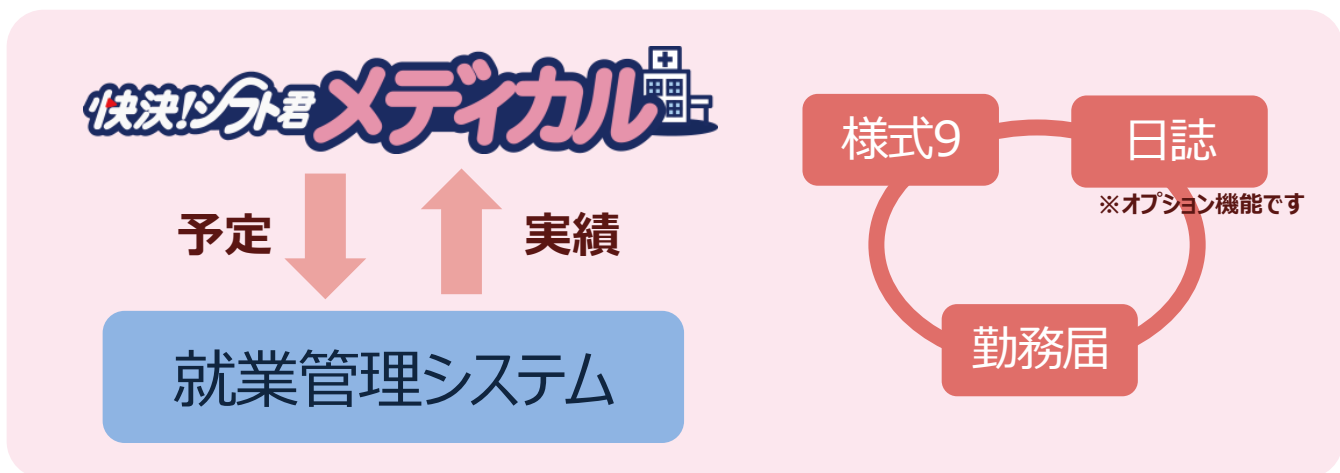 快決!シフト君メディカル
予定
実績
就業管理システム
様式9
日誌
※オプション機能です
勤務届